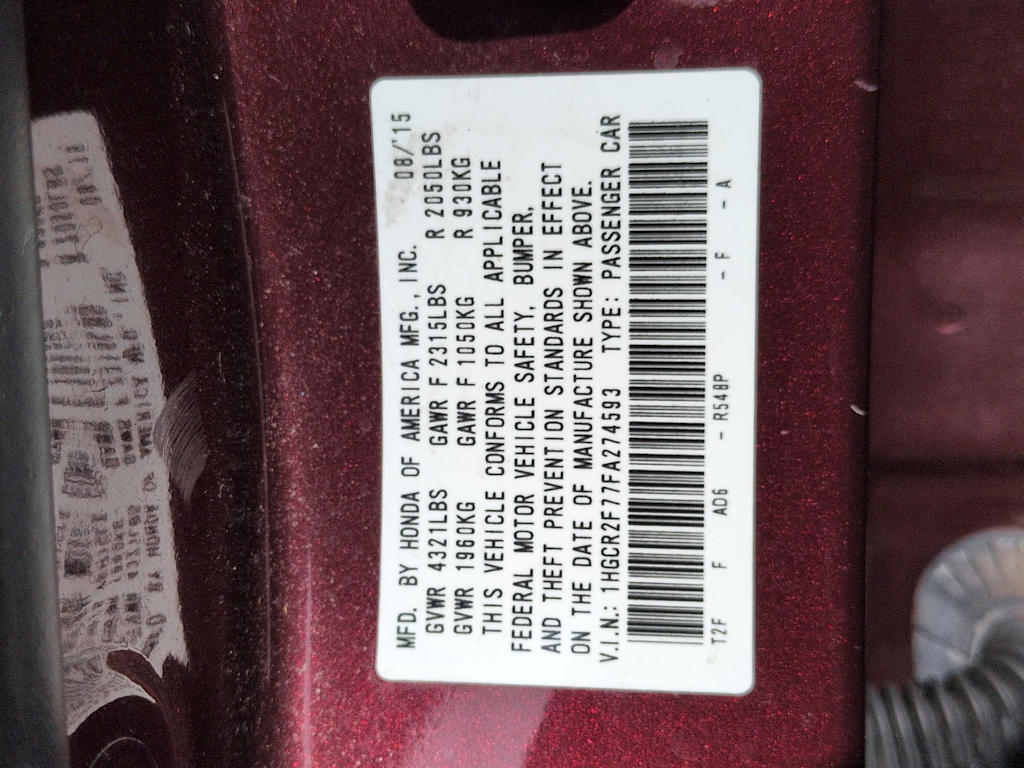 MFD. BY HONDA OF AMERICA MFG., INC. 08/'15
GVWR 4321LBS GAWR F 2315LBS R 2050LBS
GVWR 1960KG GAWR F 1050KG R 930KG
THIS VEHICLE CONFORMS TO ALL APPLICABLE
FEDERAL MOTOR VEHICLE SAFETY, BUMPER,
AND THEFT PREVENTION STANDARDS IN EFFECT
ON THE DATE OF MANUFACTURE SHOWN ABOVE.
V.I.N.: 1HGCR2F77FA274593 TYPE: PASSENGER CAR
T2F F AD6 - R548P - F - A